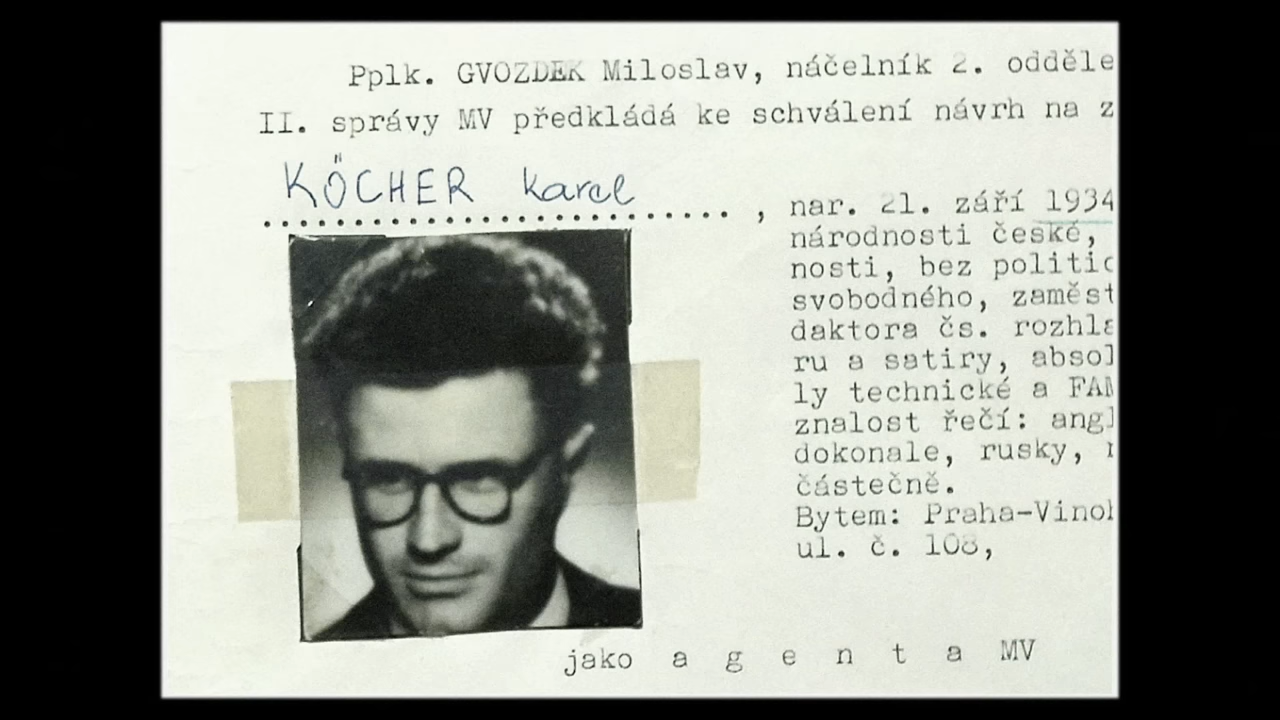 Pplk. GVOZDEK Miloslav, náčelník 2. odděle
II. správy MV předkládá ke schválení návrh na z
KÖCHER Karel
, nar. 21. září 1934
národnosti české,
nosti, bez politic
svobodného, zaměst
daktora čs. rozhla
ru a satiry, absol
ly technické a FAM
znalost řečí: angl
dokonale, rusky,
částečně.
Bytem: Praha-Vinoh
ul. č. 108,
jako a g e n t a MV